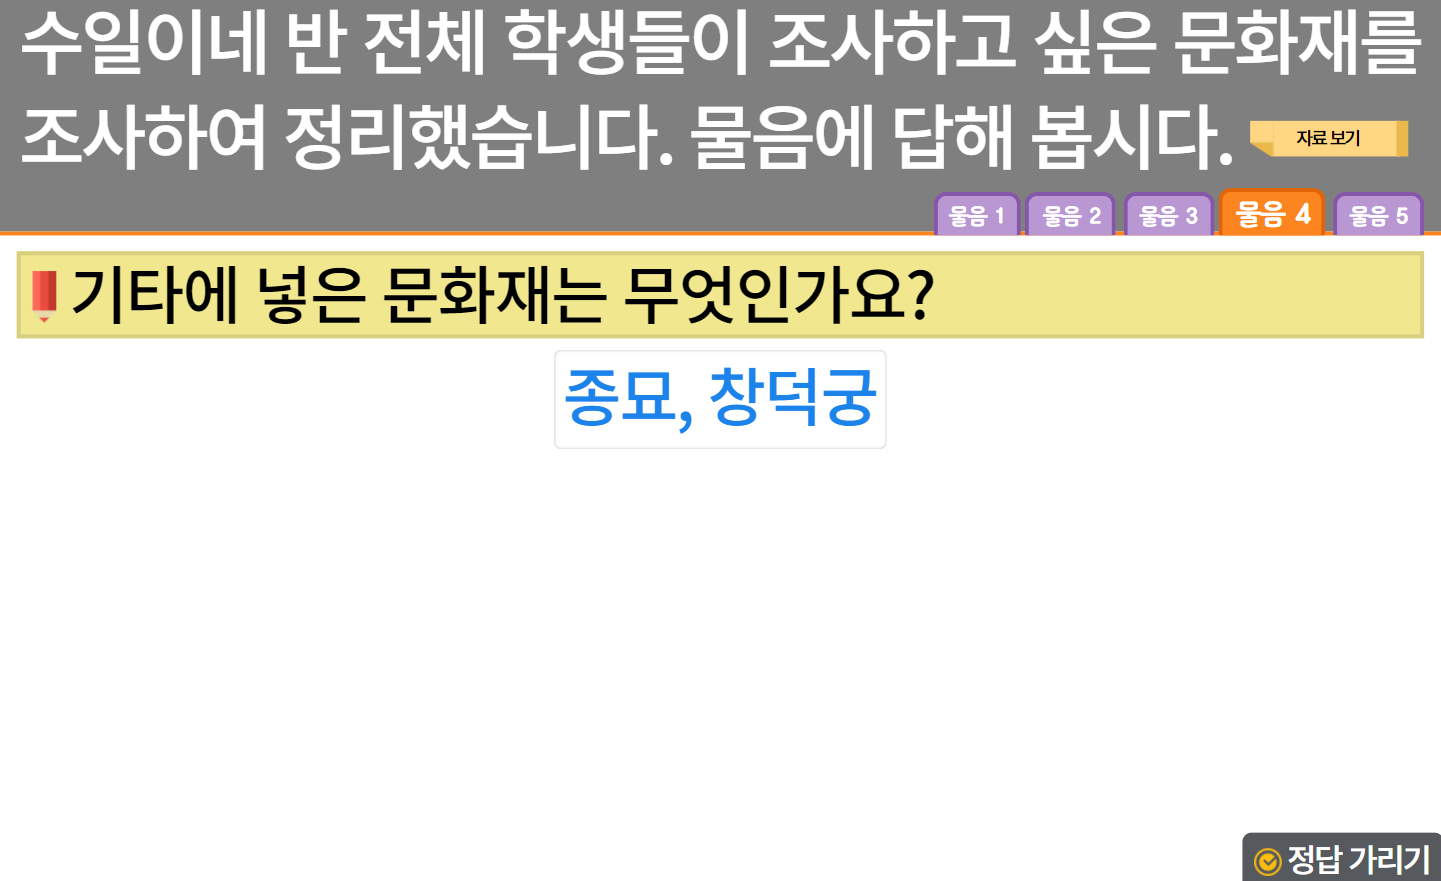 수일이네 반 전체 학생들이 조사하고 싶은 문화재를
조사하여 정리했습니다. 물음에 답해 봅시다.
자료 보기
물음 1
물음 2
물음 3
물음 4
물음 5
기타에 넣은 문화재는 무엇인가요?
종묘, 창덕궁
정답 가리기